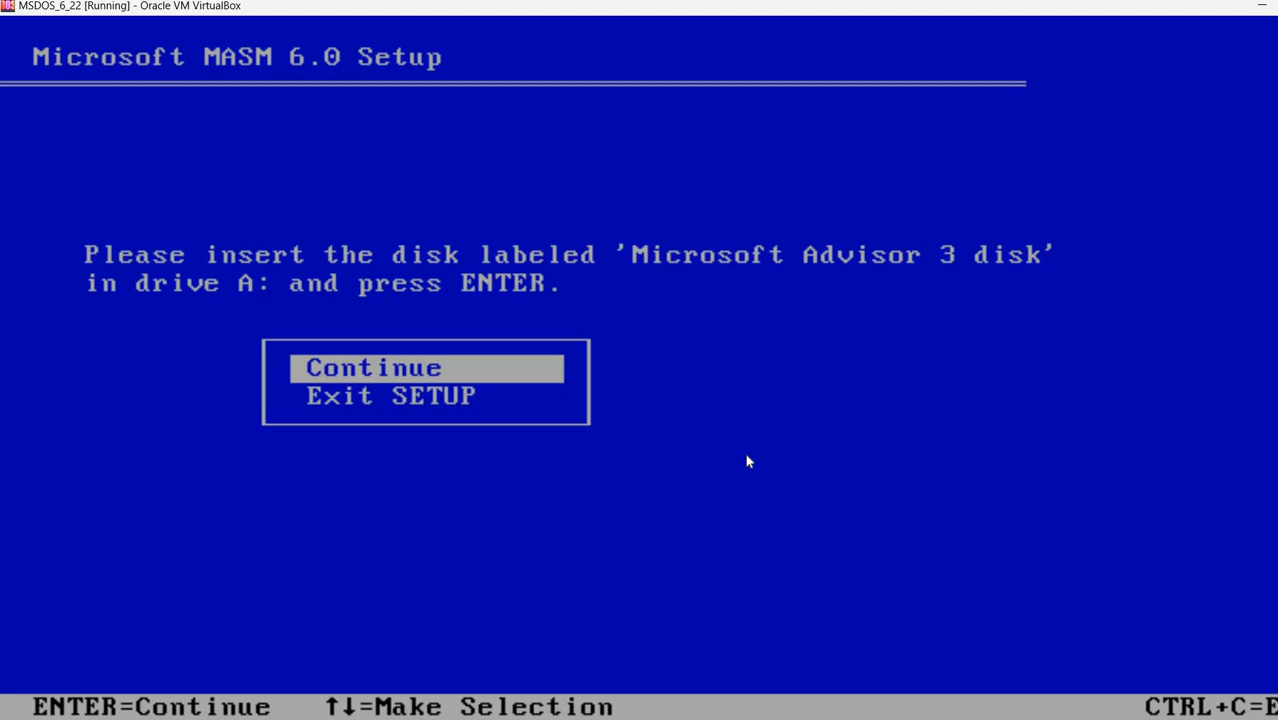 MSDOS_6_22 [Running] - Oracle VM VirtualBox
Microsoft MASM 6.0 Setup
Please insert the disk labeled 'Microsoft Advisor 3 disk'
in drive A: and press ENTER.
Continue
Exit SETUP
ENTER=Continue ↑↓=Make Selection CTRL+C=E